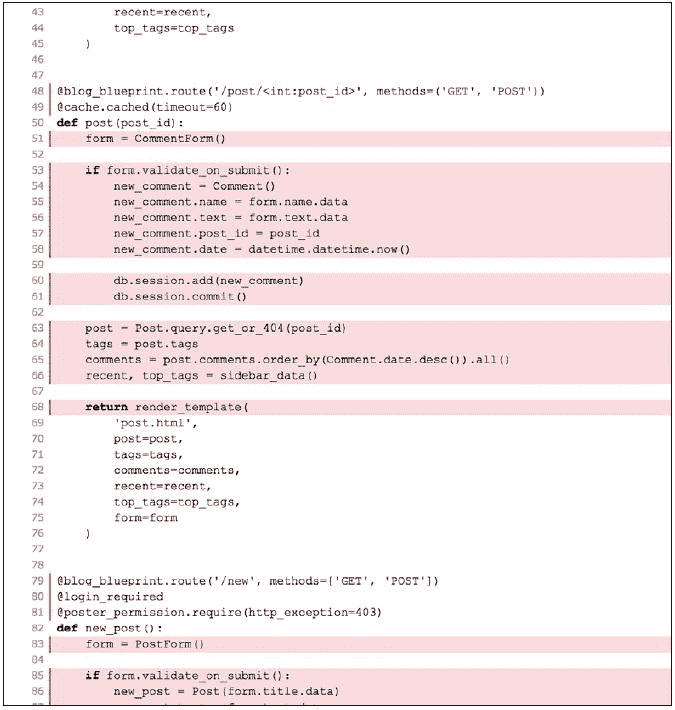 43         recent=recent,
44         top_tags=top_tags
45     )
46
47
48 @blog_blueprint.route('/post/<int:post_id>', methods=('GET', 'POST'))
49 @cache.cached(timeout=60)
50 def post(post_id):
51     form = CommentForm()
52
53     if form.validate_on_submit():
54         new_comment = Comment()
55         new_comment.name = form.name.data
56         new_comment.text = form.text.data
57         new_comment.post_id = post_id
58         new_comment.date = datetime.datetime.now()
59
60         db.session.add(new_comment)
61         db.session.commit()
62
63     post = Post.query.get_or_404(post_id)
64     tags = post.tags
65     comments = post.comments.order_by(Comment.date.desc()).all()
66     recent, top_tags = sidebar_data()
67
68     return render_template(
69         'post.html',
70         post=post,
71         tags=tags,
72         comments=comments,
73         recent=recent,
74         top_tags=top_tags,
75         form=form
76     )
77
78
79 @blog_blueprint.route('/new', methods=['GET', 'POST'])
80 @login_required
81 @poster_permission.require(http_exception=403)
82 def new_post():
83     form = PostForm()
84
85     if form.validate_on_submit():
86         new_post = Post(form.title.data)